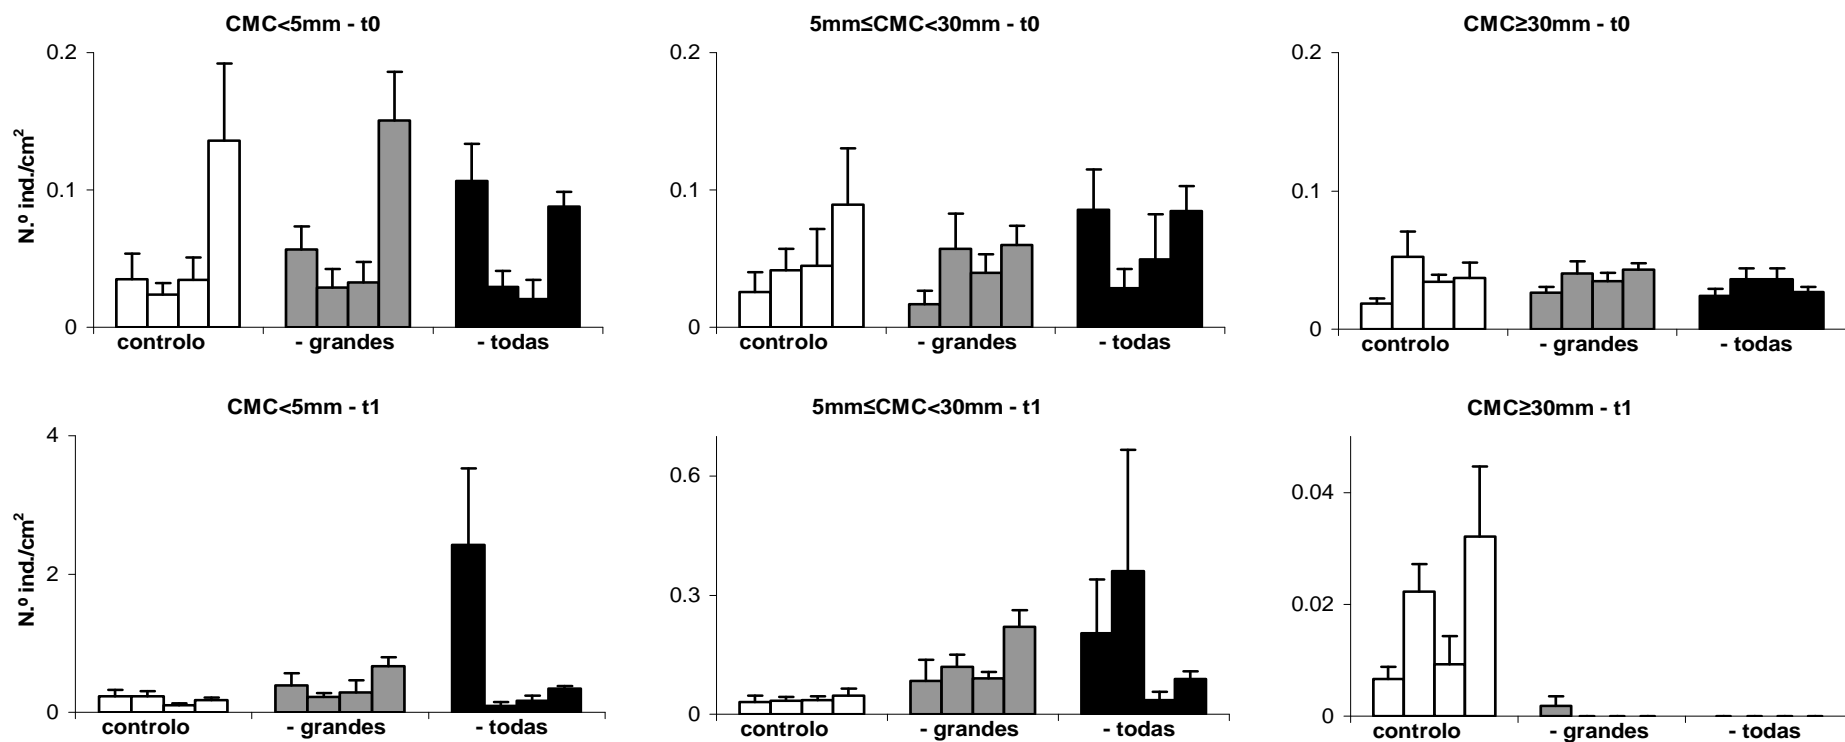 CMC<5mm - t0
N.º ind./cm²
0.2
0.1
0
controlo - grandes - todas
5mm≤CMC<30mm - t0
0.2
0.1
0
controlo - grandes - todas
CMC≥30mm - t0
0.2
0.1
0
controlo - grandes - todas
CMC<5mm - t1
N.º ind./cm²
4
2
0
controlo - grandes - todas
5mm≤CMC<30mm - t1
0.6
0.3
0
controlo - grandes - todas
CMC≥30mm - t1
0.04
0.02
0
controlo - grandes - todas